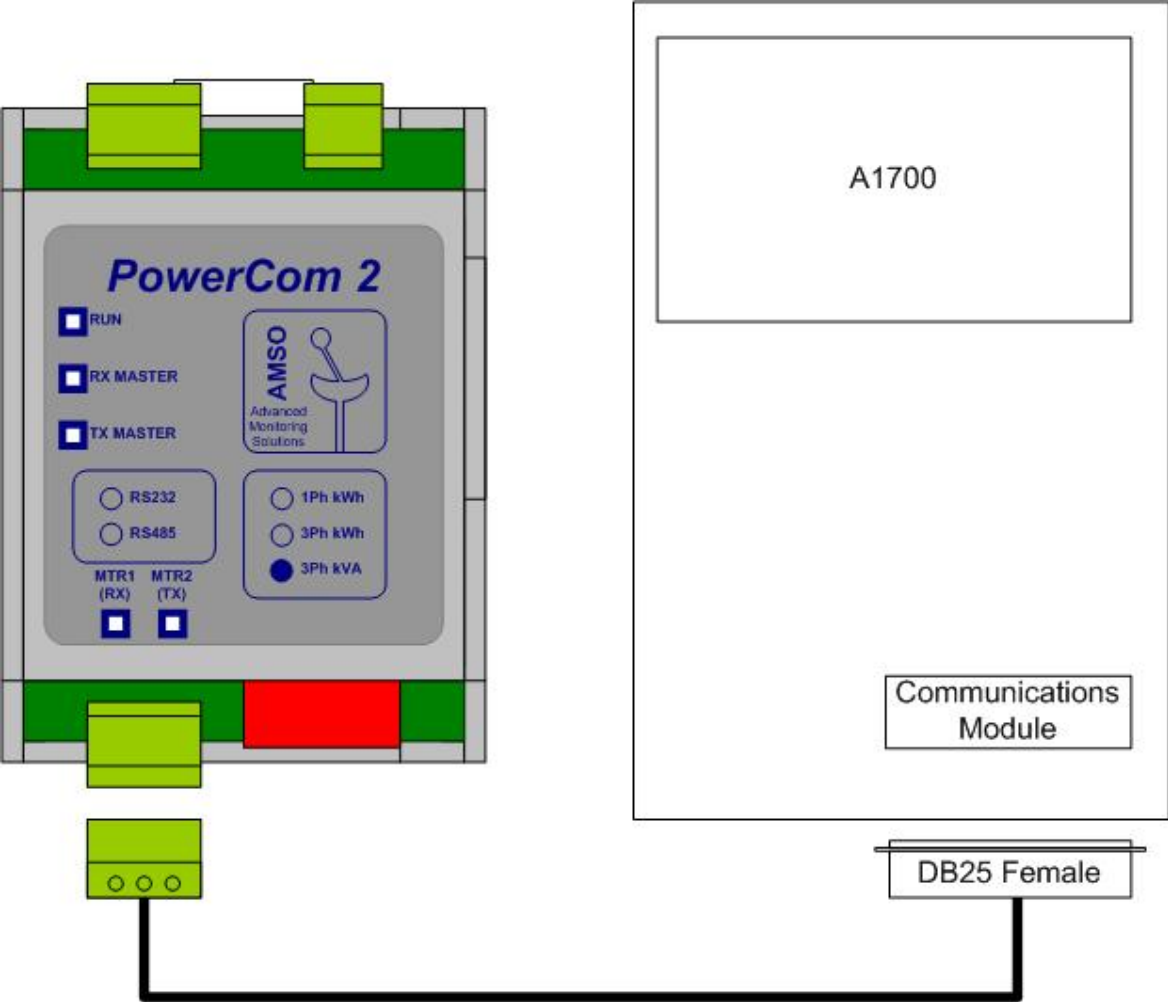 A1700
PowerCom 2
RUN
RX MASTER
TX MASTER
AMSO
Advanced
Monitoring
Solutions
RS232
RS485
1Ph kWh
3Ph kWh
3Ph kVA
MTR1 MTR2
(RX) (TX)
Communications
Module
DB25 Female